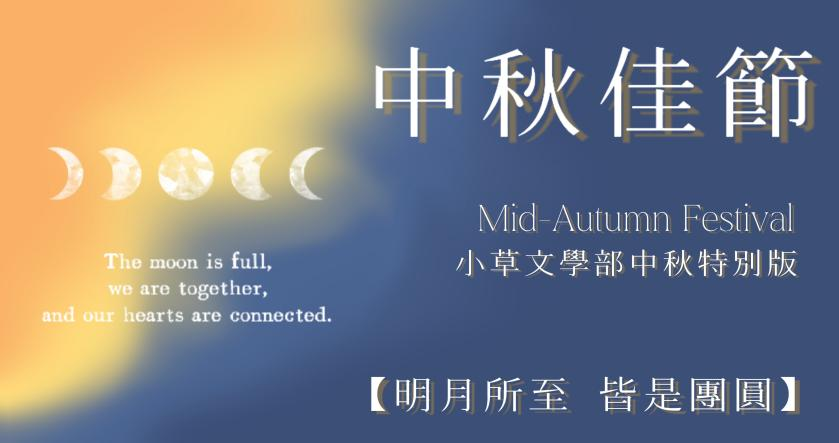 中秋佳節
Mid-Autumn Festival
小草文學部中秋特別版
The moon is full,
we are together,
and our hearts are connected.
【明月所至 皆是團圓】